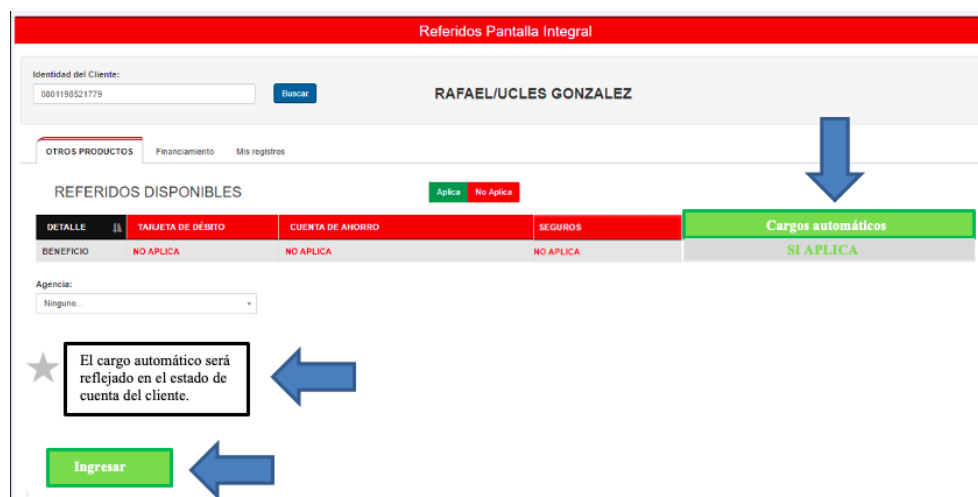 Referidos Pantalla Integral
Identidad del Cliente:
0801198521779 Buscar RAFAEL/UCLES GONZALEZ
OTROS PRODUCTOS Financiamiento Mis registros
REFERIDOS DISPONIBLES Aplica No Aplica
DETALLE TARJETA DE DÉBITO CUENTA DE AHORRO SEGUROS Cargos automáticos
BENEFICIO NO APLICA NO APLICA NO APLICA SI APLICA
Agencia:
Ninguno...
El cargo automático será
reflejado en el estado de
cuenta del cliente.
Ingresar